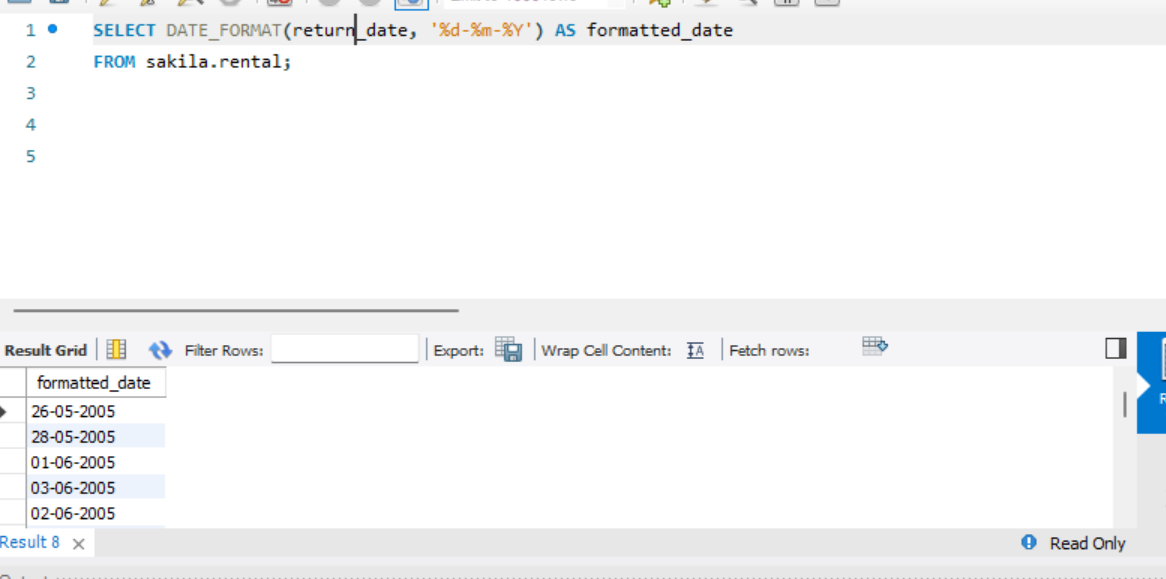 1 SELECT DATE_FORMAT(return_date, '%d-%m-%Y') AS formatted_date
2 FROM sakila.rental;
3
4
5
Result Grid Filter Rows: Export: Wrap Cell Content: Fetch rows:
formatted_date
26-05-2005
28-05-2005
01-06-2005
03-06-2005
02-06-2005
Result 8 Read Only